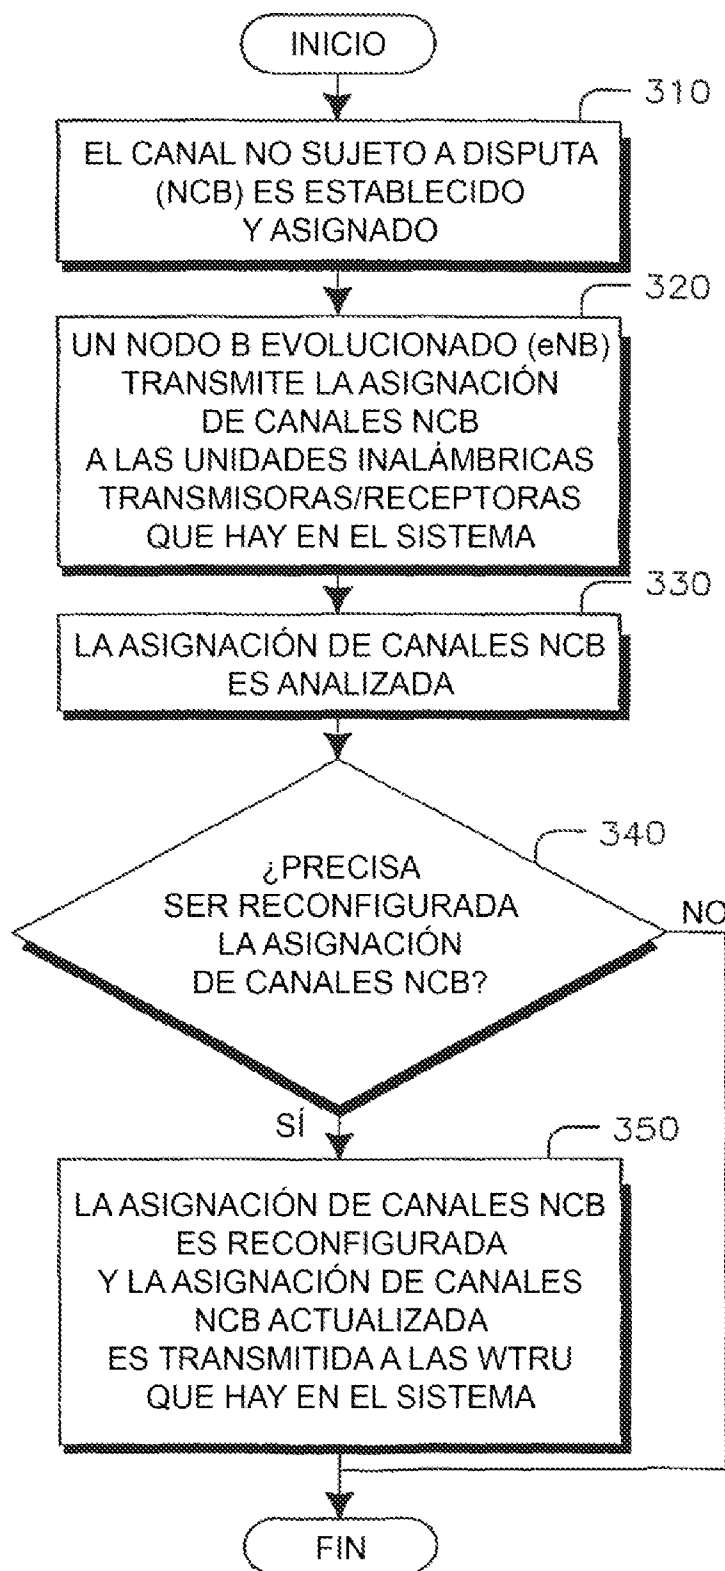 INICIO
310
EL CANAL NO SUJETO A DISPUTA
(NCB) ES ESTABLECIDO
Y ASIGNADO
320
UN NODO B EVOLUCIONADO (eNB)
TRANSMITE LA ASIGNACIÓN
DE CANALES NCB
A LAS UNIDADES INALÁMBRICAS
TRANSMISORAS/RECEPTORAS
QUE HAY EN EL SISTEMA
330
LA ASIGNACIÓN DE CANALES NCB
ES ANALIZADA
340
¿PRECISA
SER RECONFIGURADA
LA ASIGNACIÓN
DE CANALES NCB?
NO
SÍ
350
LA ASIGNACIÓN DE CANALES NCB
ES RECONFIGURADA
Y LA ASIGNACIÓN DE CANALES
NCB ACTUALIZADA
ES TRANSMITIDA A LAS WTRU
QUE HAY EN EL SISTEMA
FIN